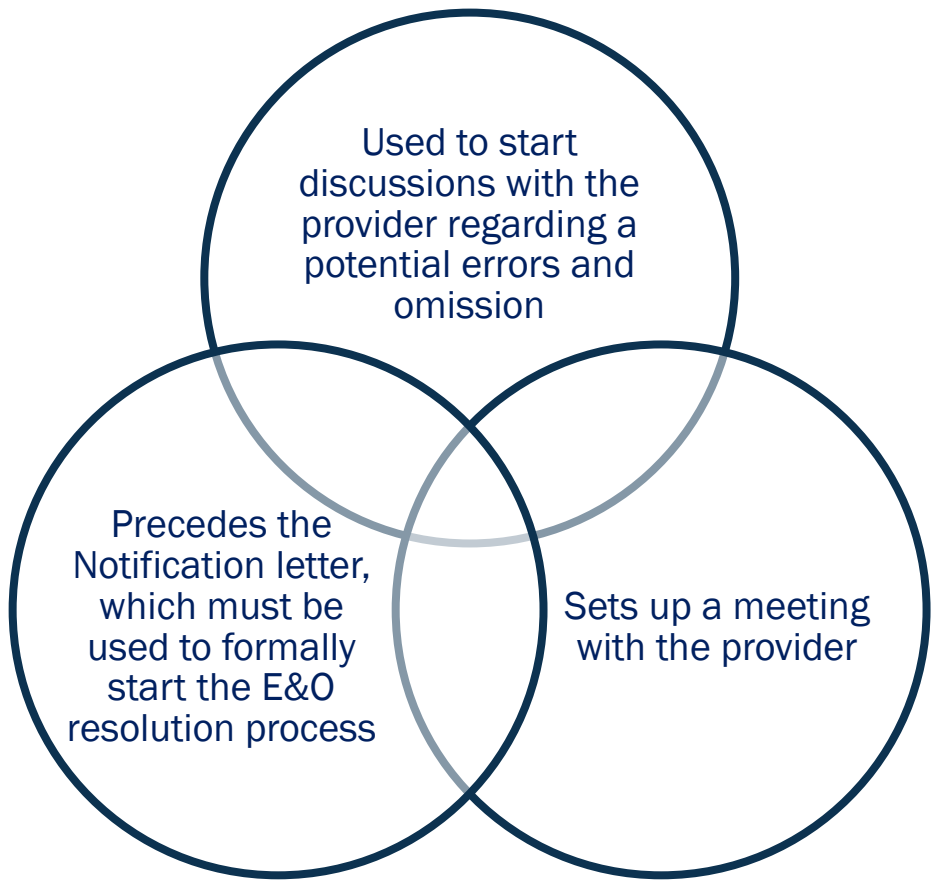 Used to start
discussions with the
provider regarding a
potential errors and
omission
Precedes the
Notification letter,
which must be
used to formally
start the E&O
resolution process
Sets up a meeting
with the provider